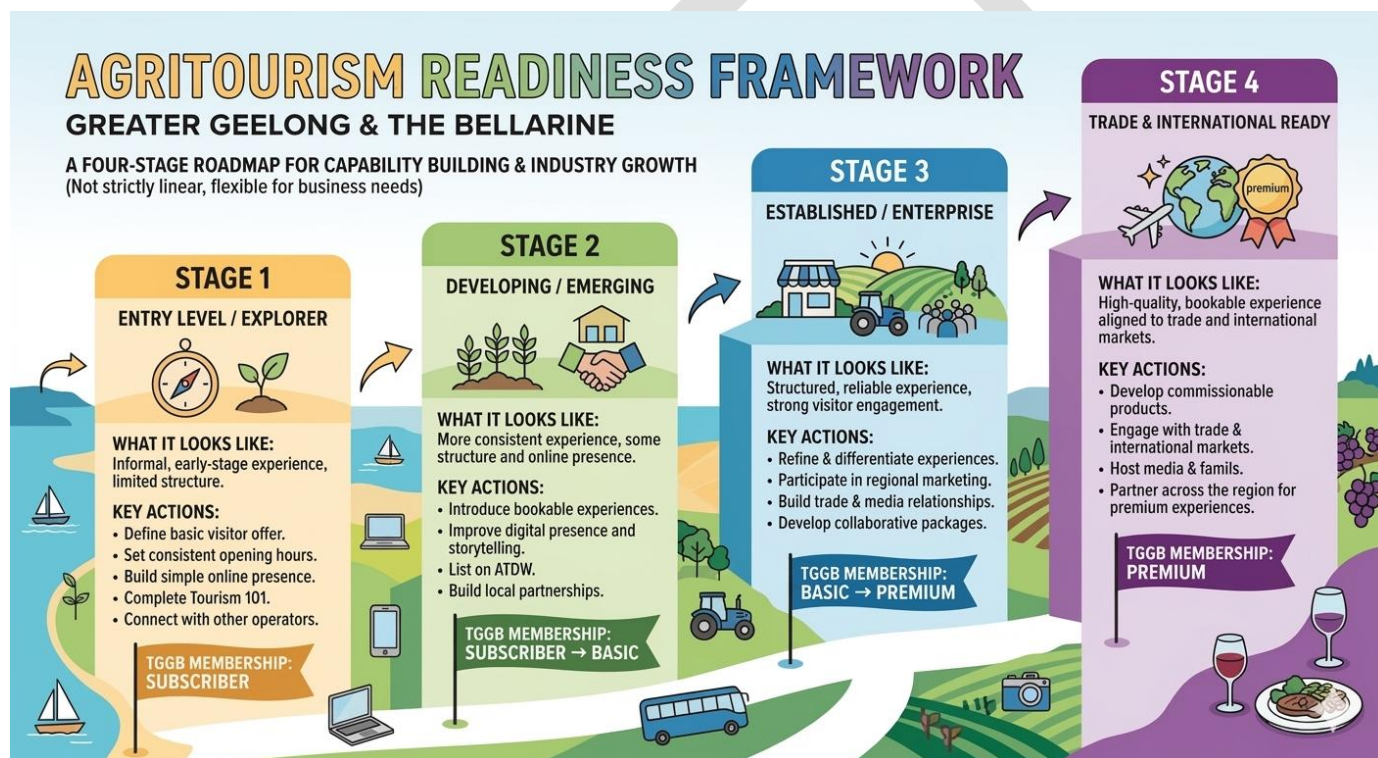 AGRITOURISM READINESS FRAMEWORK
GREATER GEELONG & THE BELLARINE
A FOUR-STAGE ROADMAP FOR CAPABILITY BUILDING & INDUSTRY GROWTH
(Not strictly linear, flexible for business needs)
STAGE 1
ENTRY LEVEL / EXPLORER
WHAT IT LOOKS LIKE:
Informal, early-stage experience,
limited structure.
KEY ACTIONS:
• Define basic visitor offer.
• Set consistent opening hours.
• Build simple online presence.
• Complete Tourism 101.
• Connect with other operators.
TGGB MEMBERSHIP:
SUBSCRIBER
STAGE 2
DEVELOPING / EMERGING
WHAT IT LOOKS LIKE:
More consistent experience, some
structure and online presence.
KEY ACTIONS:
• Introduce bookable experiences.
• Improve digital presence and
storytelling.
• List on ATDW.
• Build local partnerships.
TGGB MEMBERSHIP:
SUBSCRIBER → BASIC
STAGE 3
ESTABLISHED / ENTERPRISE
WHAT IT LOOKS LIKE:
Structured, reliable experience,
strong visitor engagement.
KEY ACTIONS:
• Refine & differentiate experiences.
• Participate in regional marketing.
• Build trade & media relationships.
• Develop collaborative packages.
TGGB MEMBERSHIP:
BASIC → PREMIUM
STAGE 4
TRADE & INTERNATIONAL READY
premium
WHAT IT LOOKS LIKE:
High-quality, bookable experience
aligned to trade and international
markets.
KEY ACTIONS:
• Develop commissionable
products.
• Engage with trade &
international markets.
• Host media & famils.
• Partner across the region for
premium experiences.
TGGB MEMBERSHIP:
PREMIUM